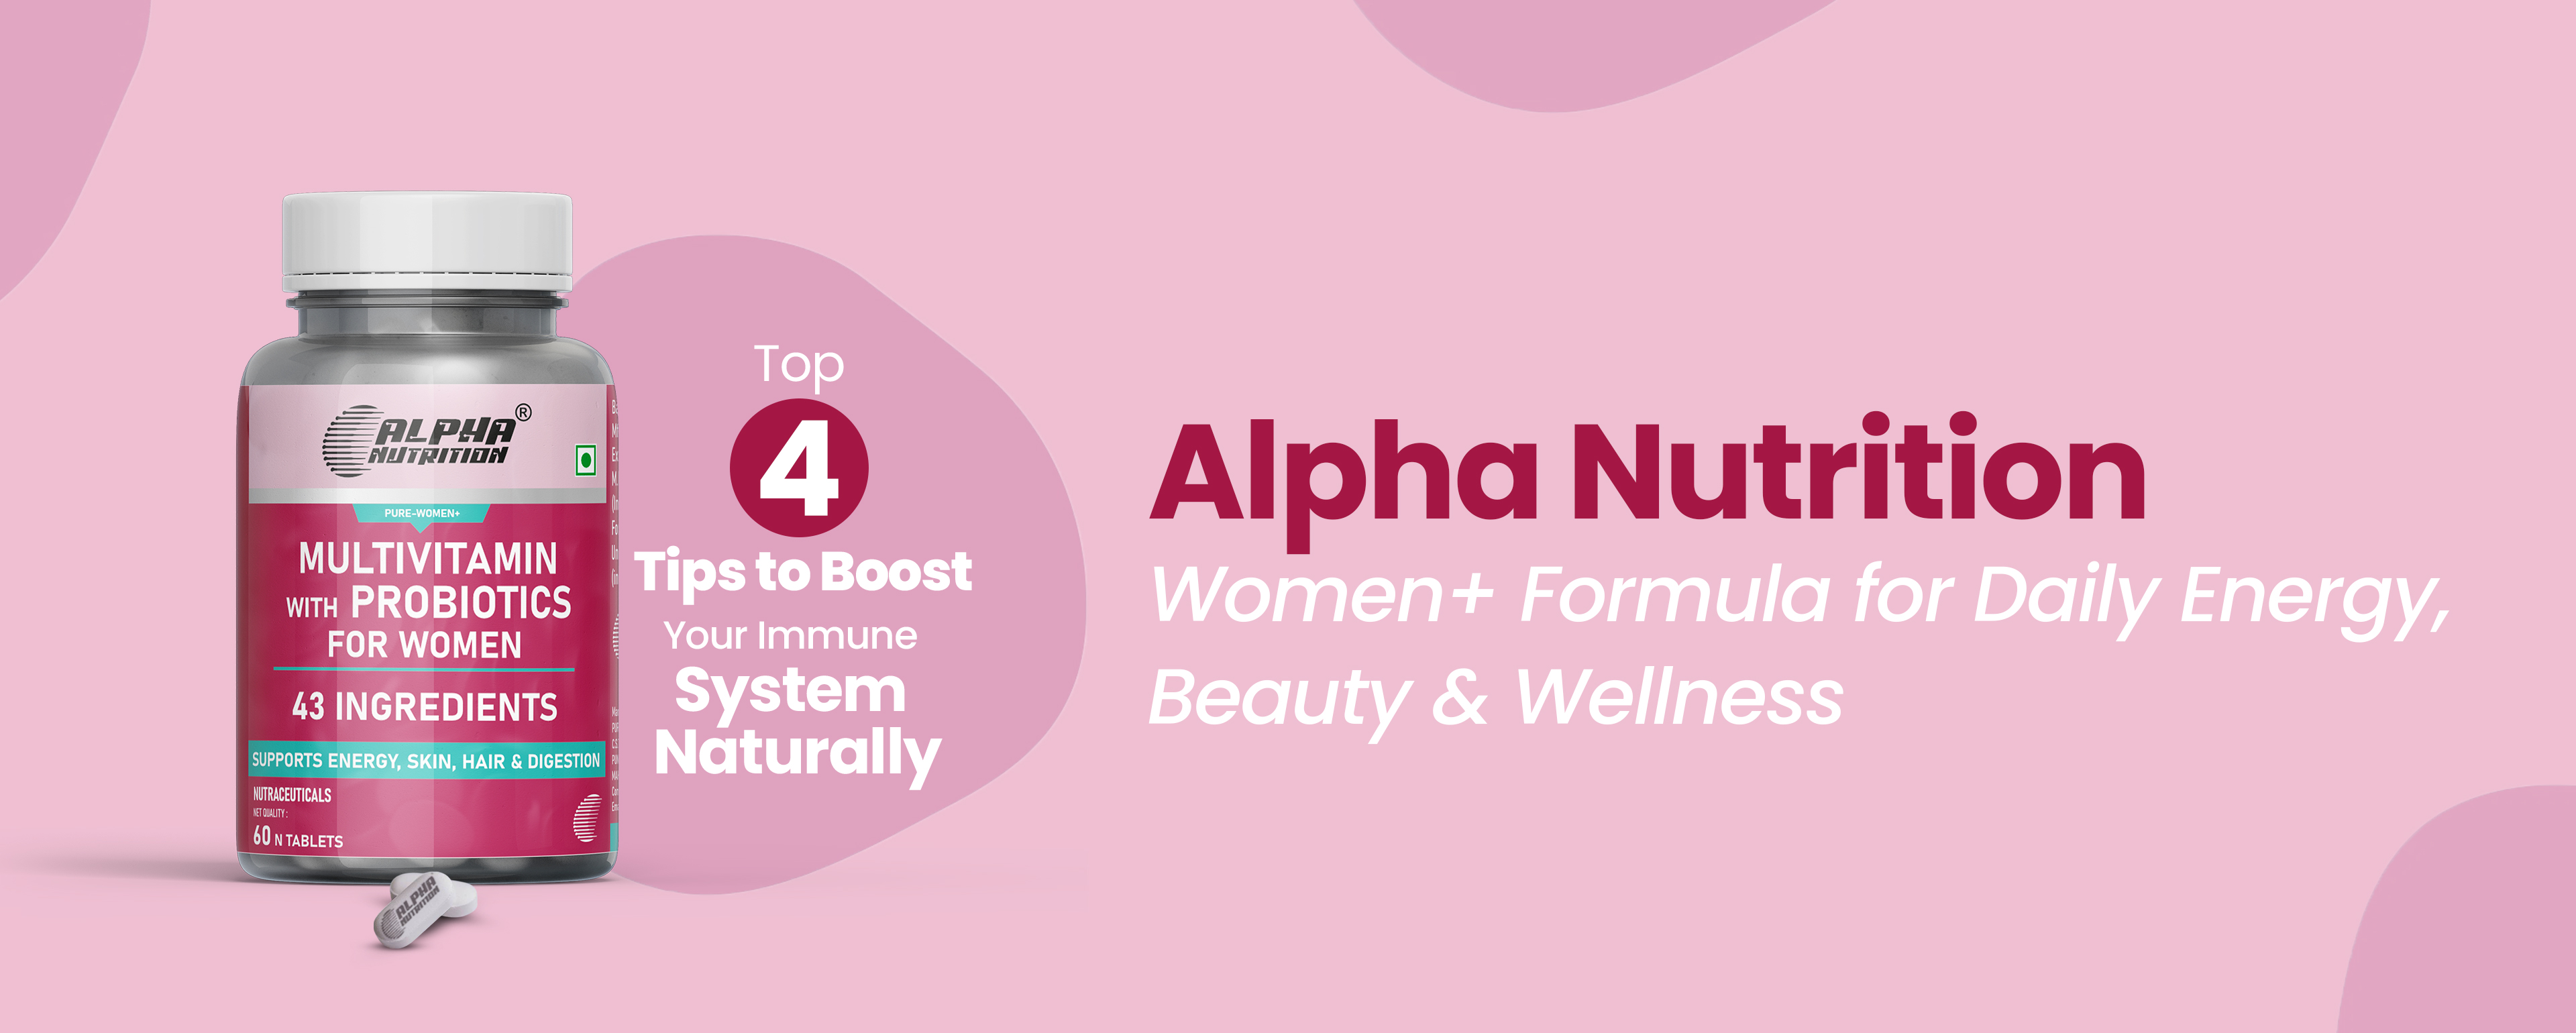 ALPHA®
NUTRITION
PURE-WOMEN+
MULTIVITAMIN
WITH PROBIOTICS
FOR WOMEN
43 INGREDIENTS
SUPPORTS ENERGY, SKIN, HAIR & DIGESTION
NUTRACEUTICALS
NET QUALITY :
60 N TABLETS
ALPHA
NUTRITION
Top
4
Tips to Boost
Your Immune
System
Naturally
Alpha Nutrition
Women+ Formula for Daily Energy,
Beauty & Wellness